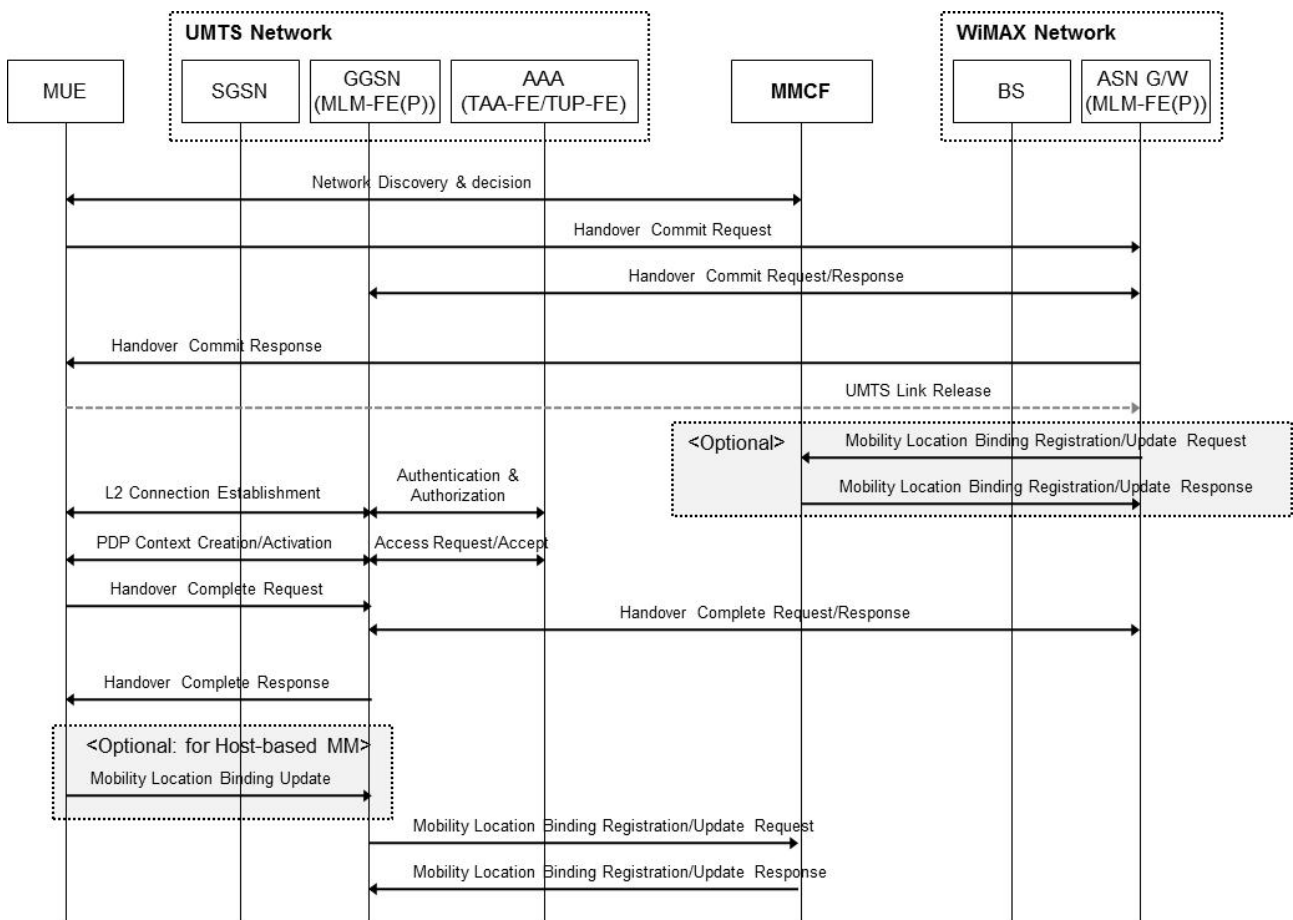 UMTS Network
WiMAX Network
MUE
SGSN
GGSN
(MLM-FE(P))
AAA
(TAA-FE/TUP-FE)
MMCF
BS
ASN G/W
(MLM-FE(P))
Network Discovery & decision
Handover Commit Request
Handover Commit Request/Response
Handover Commit Response
UMTS Link Release
<Optional>
Mobility Location Binding Registration/Update Request
Mobility Location Binding Registration/Update Response
Authentication &
Authorization
L2 Connection Establishment
PDP Context Creation/Activation
Access Request/Accept
Handover Complete Request
Handover Complete Request/Response
Handover Complete Response
<Optional: for Host-based MM>
Mobility Location Binding Update
Mobility Location Binding Registration/Update Request
Mobility Location Binding Registration/Update Response